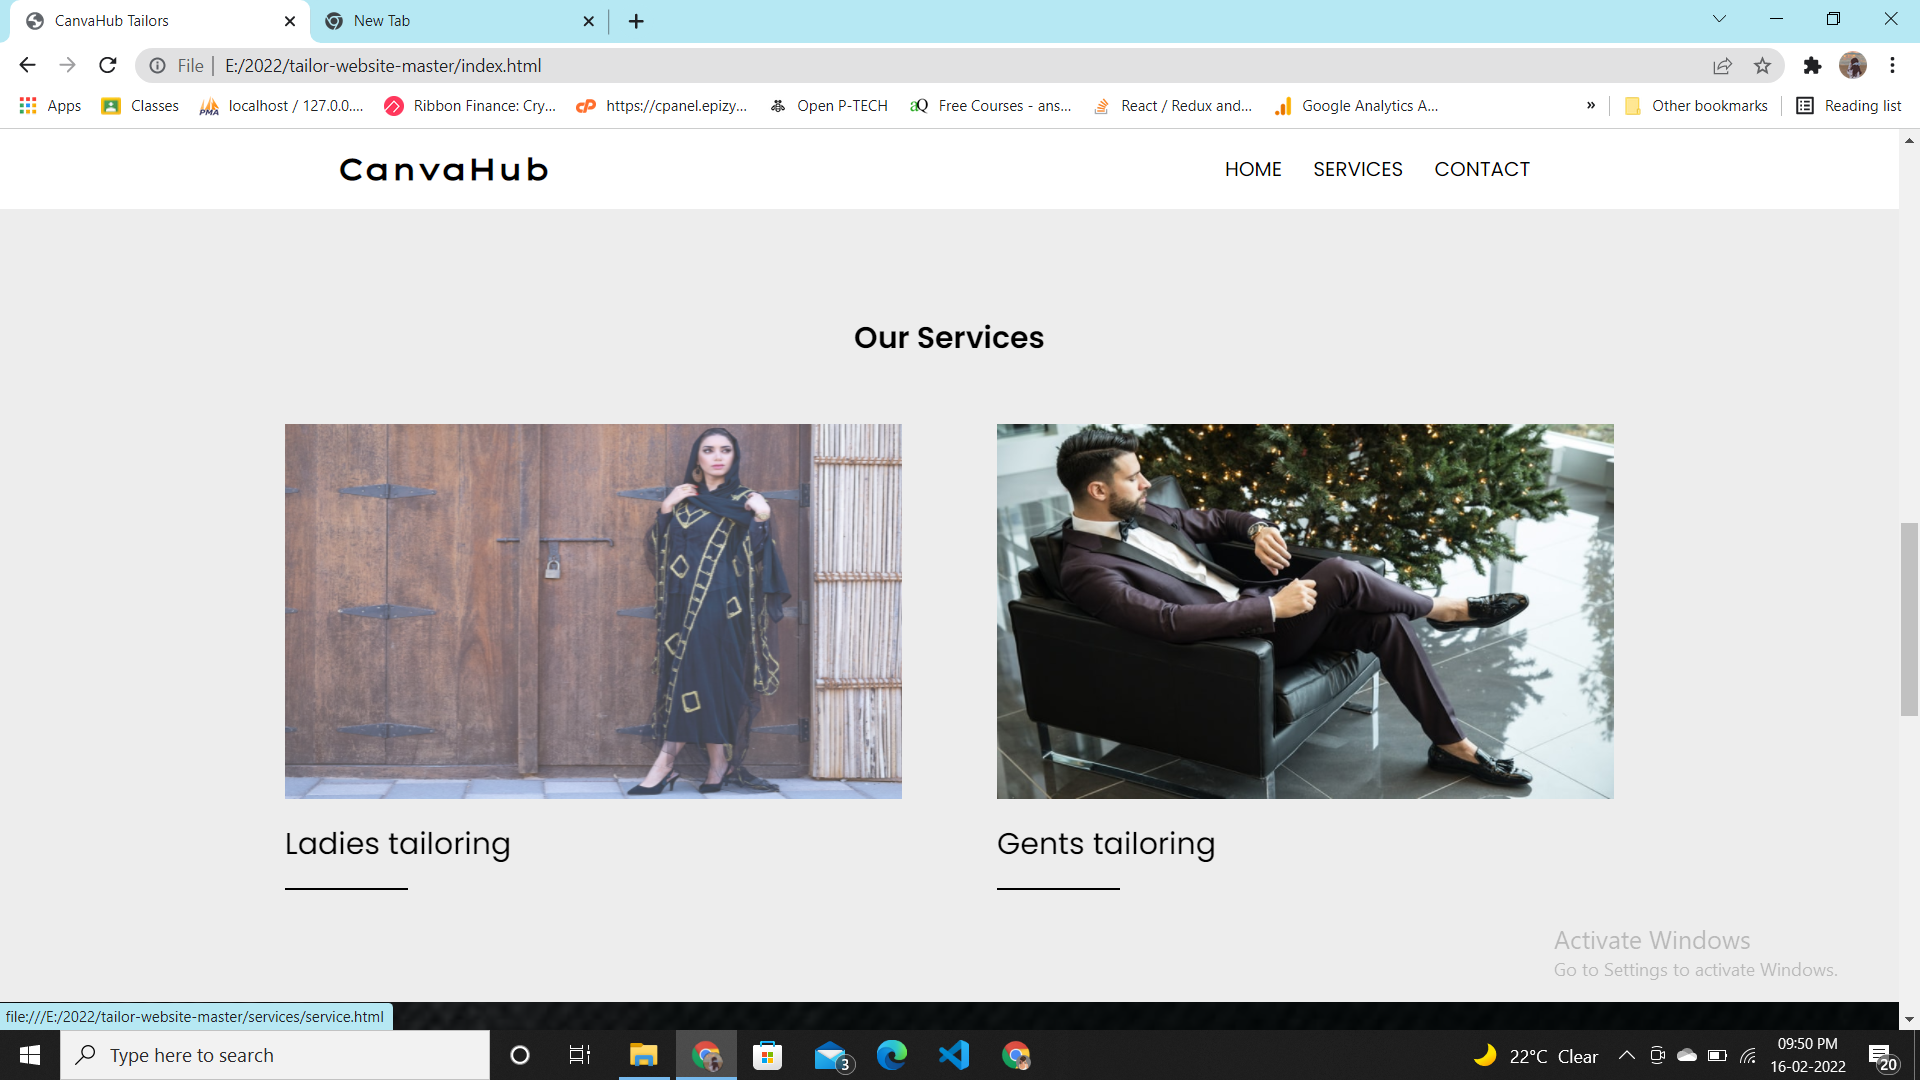 CanvaHub Tailors
New Tab
File | E:/2022/tailor-website-master/index.html
Apps
Classes
localhost / 127.0.0....
Ribbon Finance: Cry...
https://cpanel.epizy...
Open P-TECH
Free Courses - ans...
React / Redux and...
Google Analytics A...
»
Other bookmarks
Reading list
CanvaHub
HOME SERVICES CONTACT
Our Services
Ladies tailoring
Gents tailoring
Activate Windows
Go to Settings to activate Windows.
file:///E:/2022/tailor-website-master/services/service.html
Type here to search
3
22°C Clear
09:50 PM
16-02-2022
20